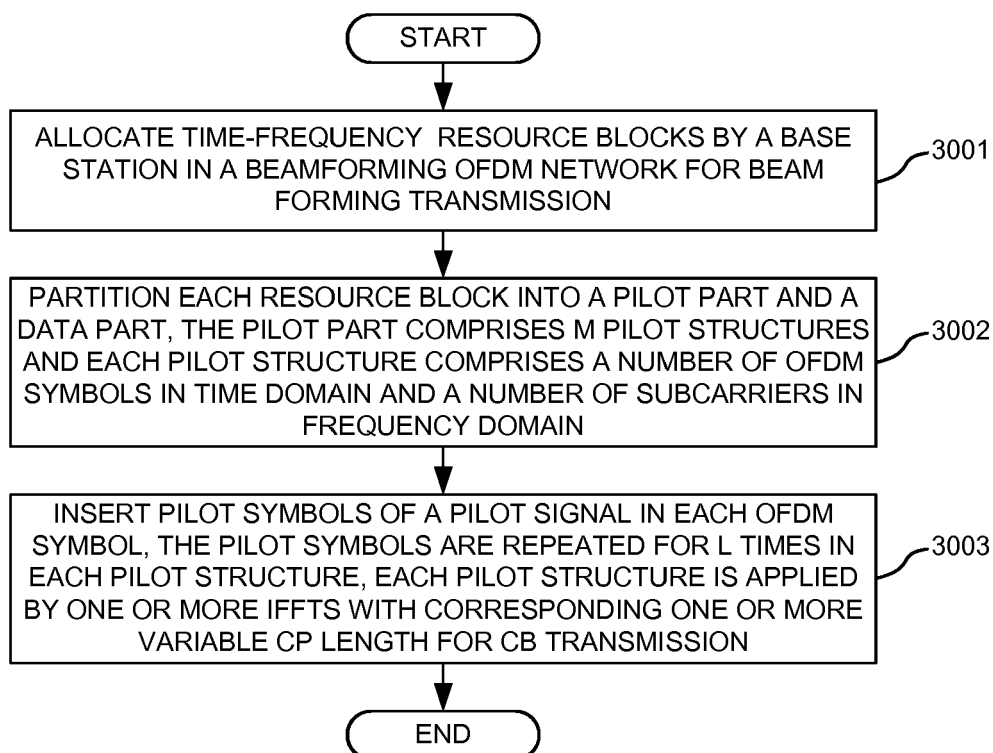 START
ALLOCATE TIME-FREQUENCY RESOURCE BLOCKS BY A BASE
STATION IN A BEAMFORMING OFDM NETWORK FOR BEAM
FORMING TRANSMISSION
3001
PARTITION EACH RESOURCE BLOCK INTO A PILOT PART AND A
DATA PART, THE PILOT PART COMPRISES M PILOT STRUCTURES
AND EACH PILOT STRUCTURE COMPRISES A NUMBER OF OFDM
SYMBOLS IN TIME DOMAIN AND A NUMBER OF SUBCARRIERS IN
FREQUENCY DOMAIN
3002
INSERT PILOT SYMBOLS OF A PILOT SIGNAL IN EACH OFDM
SYMBOL, THE PILOT SYMBOLS ARE REPEATED FOR L TIMES IN
EACH PILOT STRUCTURE, EACH PILOT STRUCTURE IS APPLIED
BY ONE OR MORE IFFTS WITH CORRESPONDING ONE OR MORE
VARIABLE CP LENGTH FOR CB TRANSMISSION
3003
END